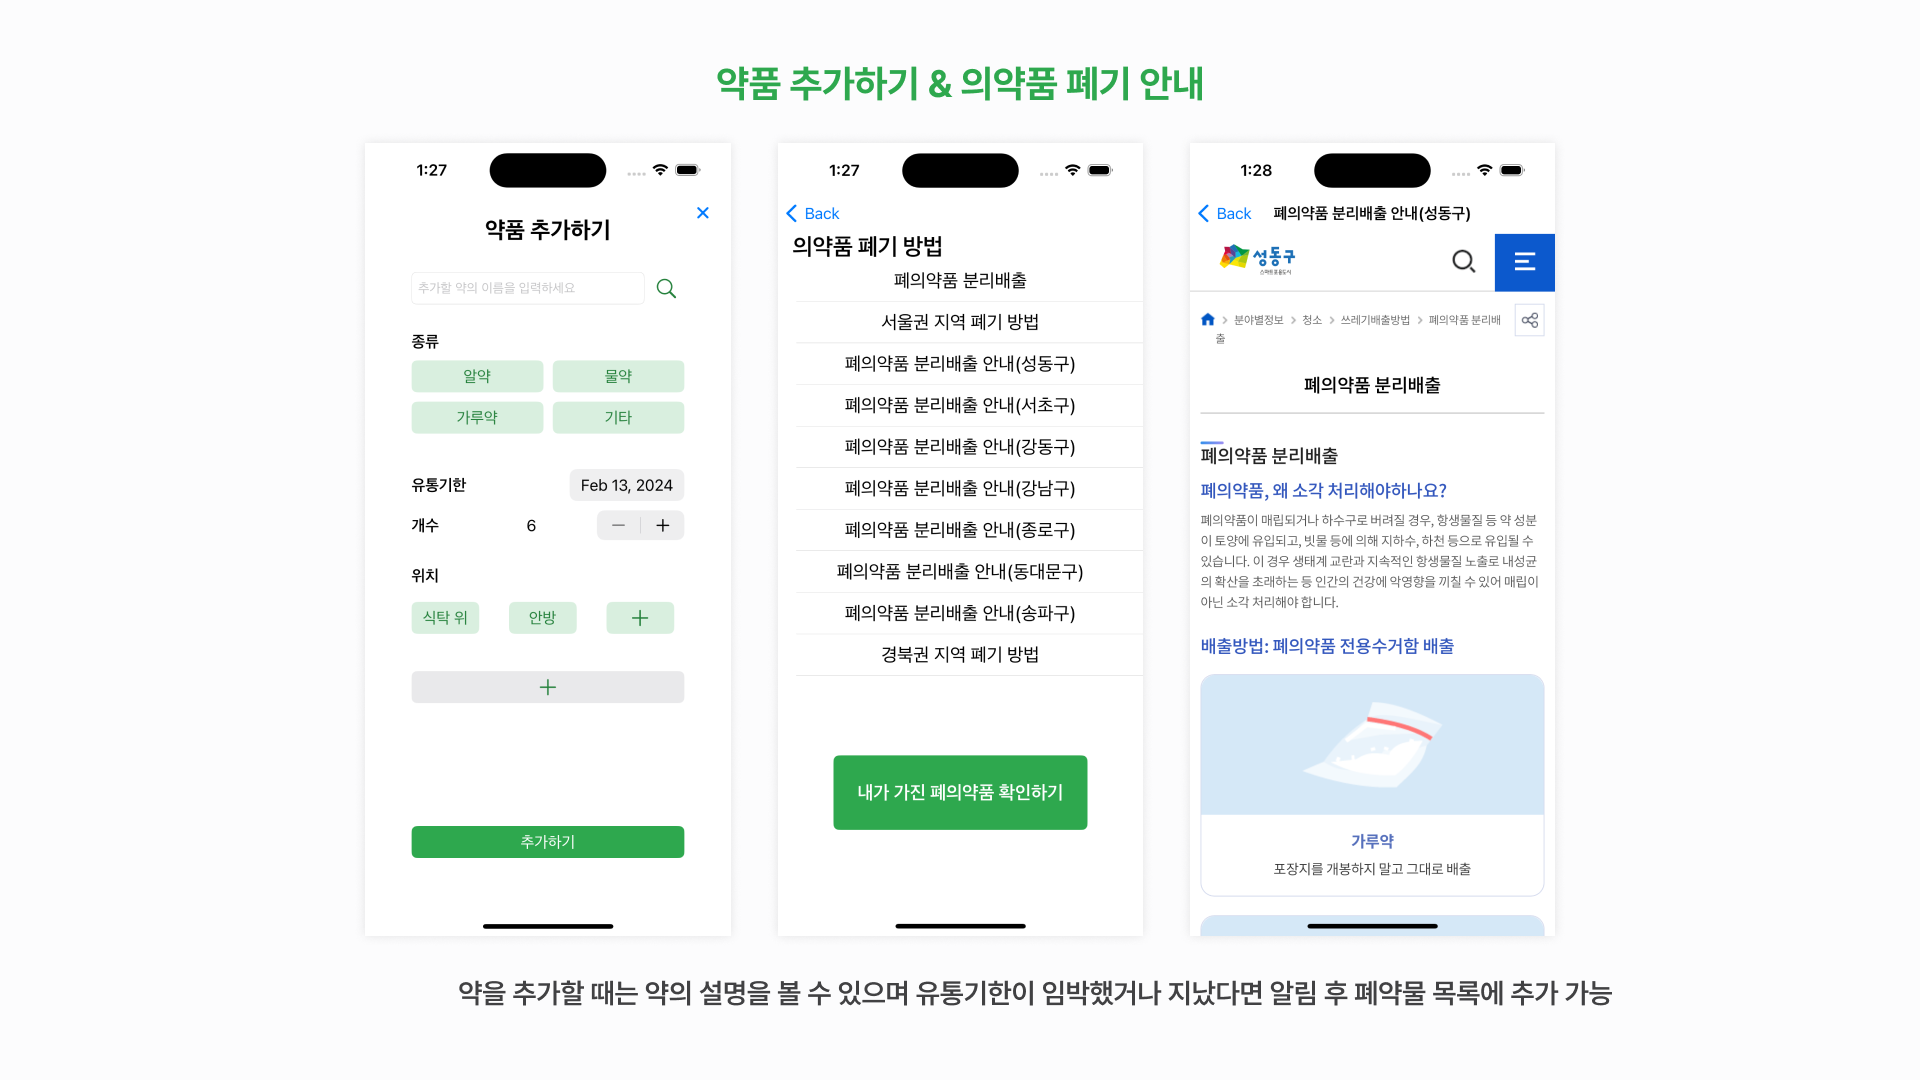 약품 추가하기 & 의약품 폐기 안내
1:27
약품 추가하기
추가할 약의 이름을 입력하세요
종류
알약
물약
가루약
기타
유통기한
Feb 13, 2024
개수
6
위치
식탁 위
안방
추가하기
1:27
Back
의약품 폐기 방법
폐의약품 분리배출
서울권 지역 폐기 방법
폐의약품 분리배출 안내(성동구)
폐의약품 분리배출 안내(서초구)
폐의약품 분리배출 안내(강동구)
폐의약품 분리배출 안내(강남구)
폐의약품 분리배출 안내(종로구)
폐의약품 분리배출 안내(동대문구)
폐의약품 분리배출 안내(송파구)
경북권 지역 폐기 방법
내가 가진 폐의약품 확인하기
1:28
Back
폐의약품 분리배출 안내(성동구)
성동구
스마트포용도시
분야별정보 > 청소 > 쓰레기배출방법 > 폐의약품 분리배
출
폐의약품 분리배출
폐의약품 분리배출
폐의약품, 왜 소각 처리해야하나요?
폐의약품이 매립되거나 하수구로 버려질 경우, 항생물질 등 약 성분
이 토양에 유입되고, 빗물 등에 의해 지하수, 하천 등으로 유입될 수
있습니다. 이 경우 생태계 교란과 지속적인 항생물질 노출로 내성균
의 확산을 초래하는 등 인간의 건강에 악영향을 끼칠 수 있어 매립이
아닌 소각 처리해야 합니다.
배출방법: 폐의약품 전용수거함 배출
가루약
포장지를 개봉하지 말고 그대로 배출
약을 추가할 때는 약의 설명을 볼 수 있으며 유통기한이 임박했거나 지났다면 알림 후 폐약물 목록에 추가 가능